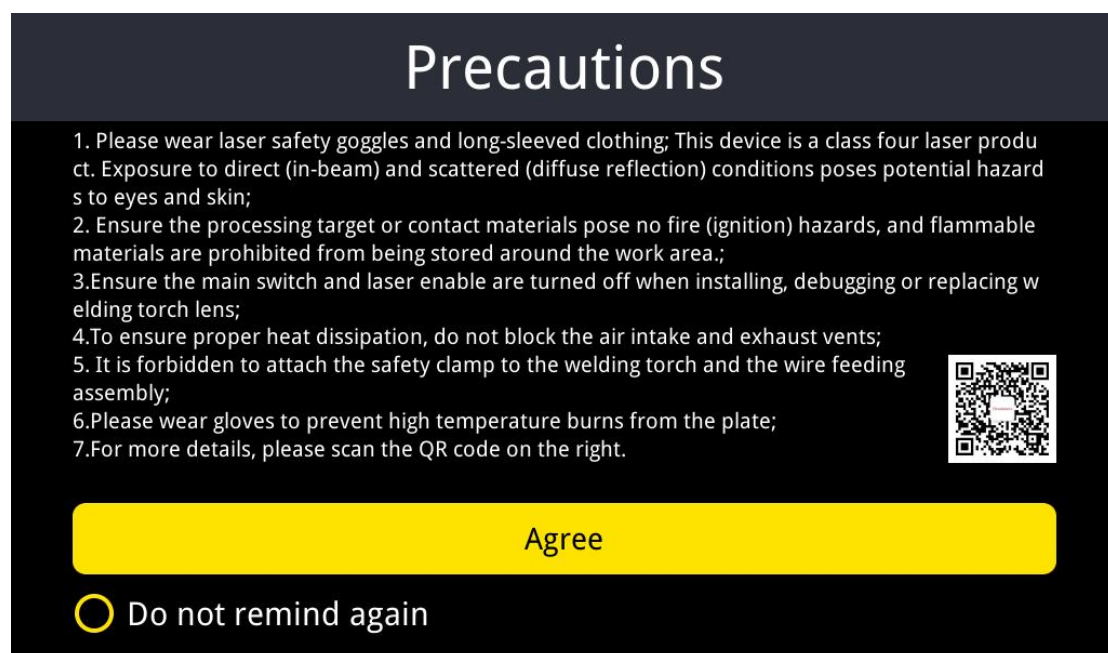 Precautions
1. Please wear laser safety goggles and long-sleeved clothing; This device is a class four laser produ
ct. Exposure to direct (in-beam) and scattered (diffuse reflection) conditions poses potential hazard
s to eyes and skin;
2. Ensure the processing target or contact materials pose no fire (ignition) hazards, and flammable
materials are prohibited from being stored around the work area.;
3.Ensure the main switch and laser enable are turned off when installing, debugging or replacing w
elding torch lens;
4.To ensure proper heat dissipation, do not block the air intake and exhaust vents;
5. It is forbidden to attach the safety clamp to the welding torch and the wire feeding
assembly;
6.Please wear gloves to prevent high temperature burns from the plate;
7.For more details, please scan the QR code on the right.
Agree
Do not remind again